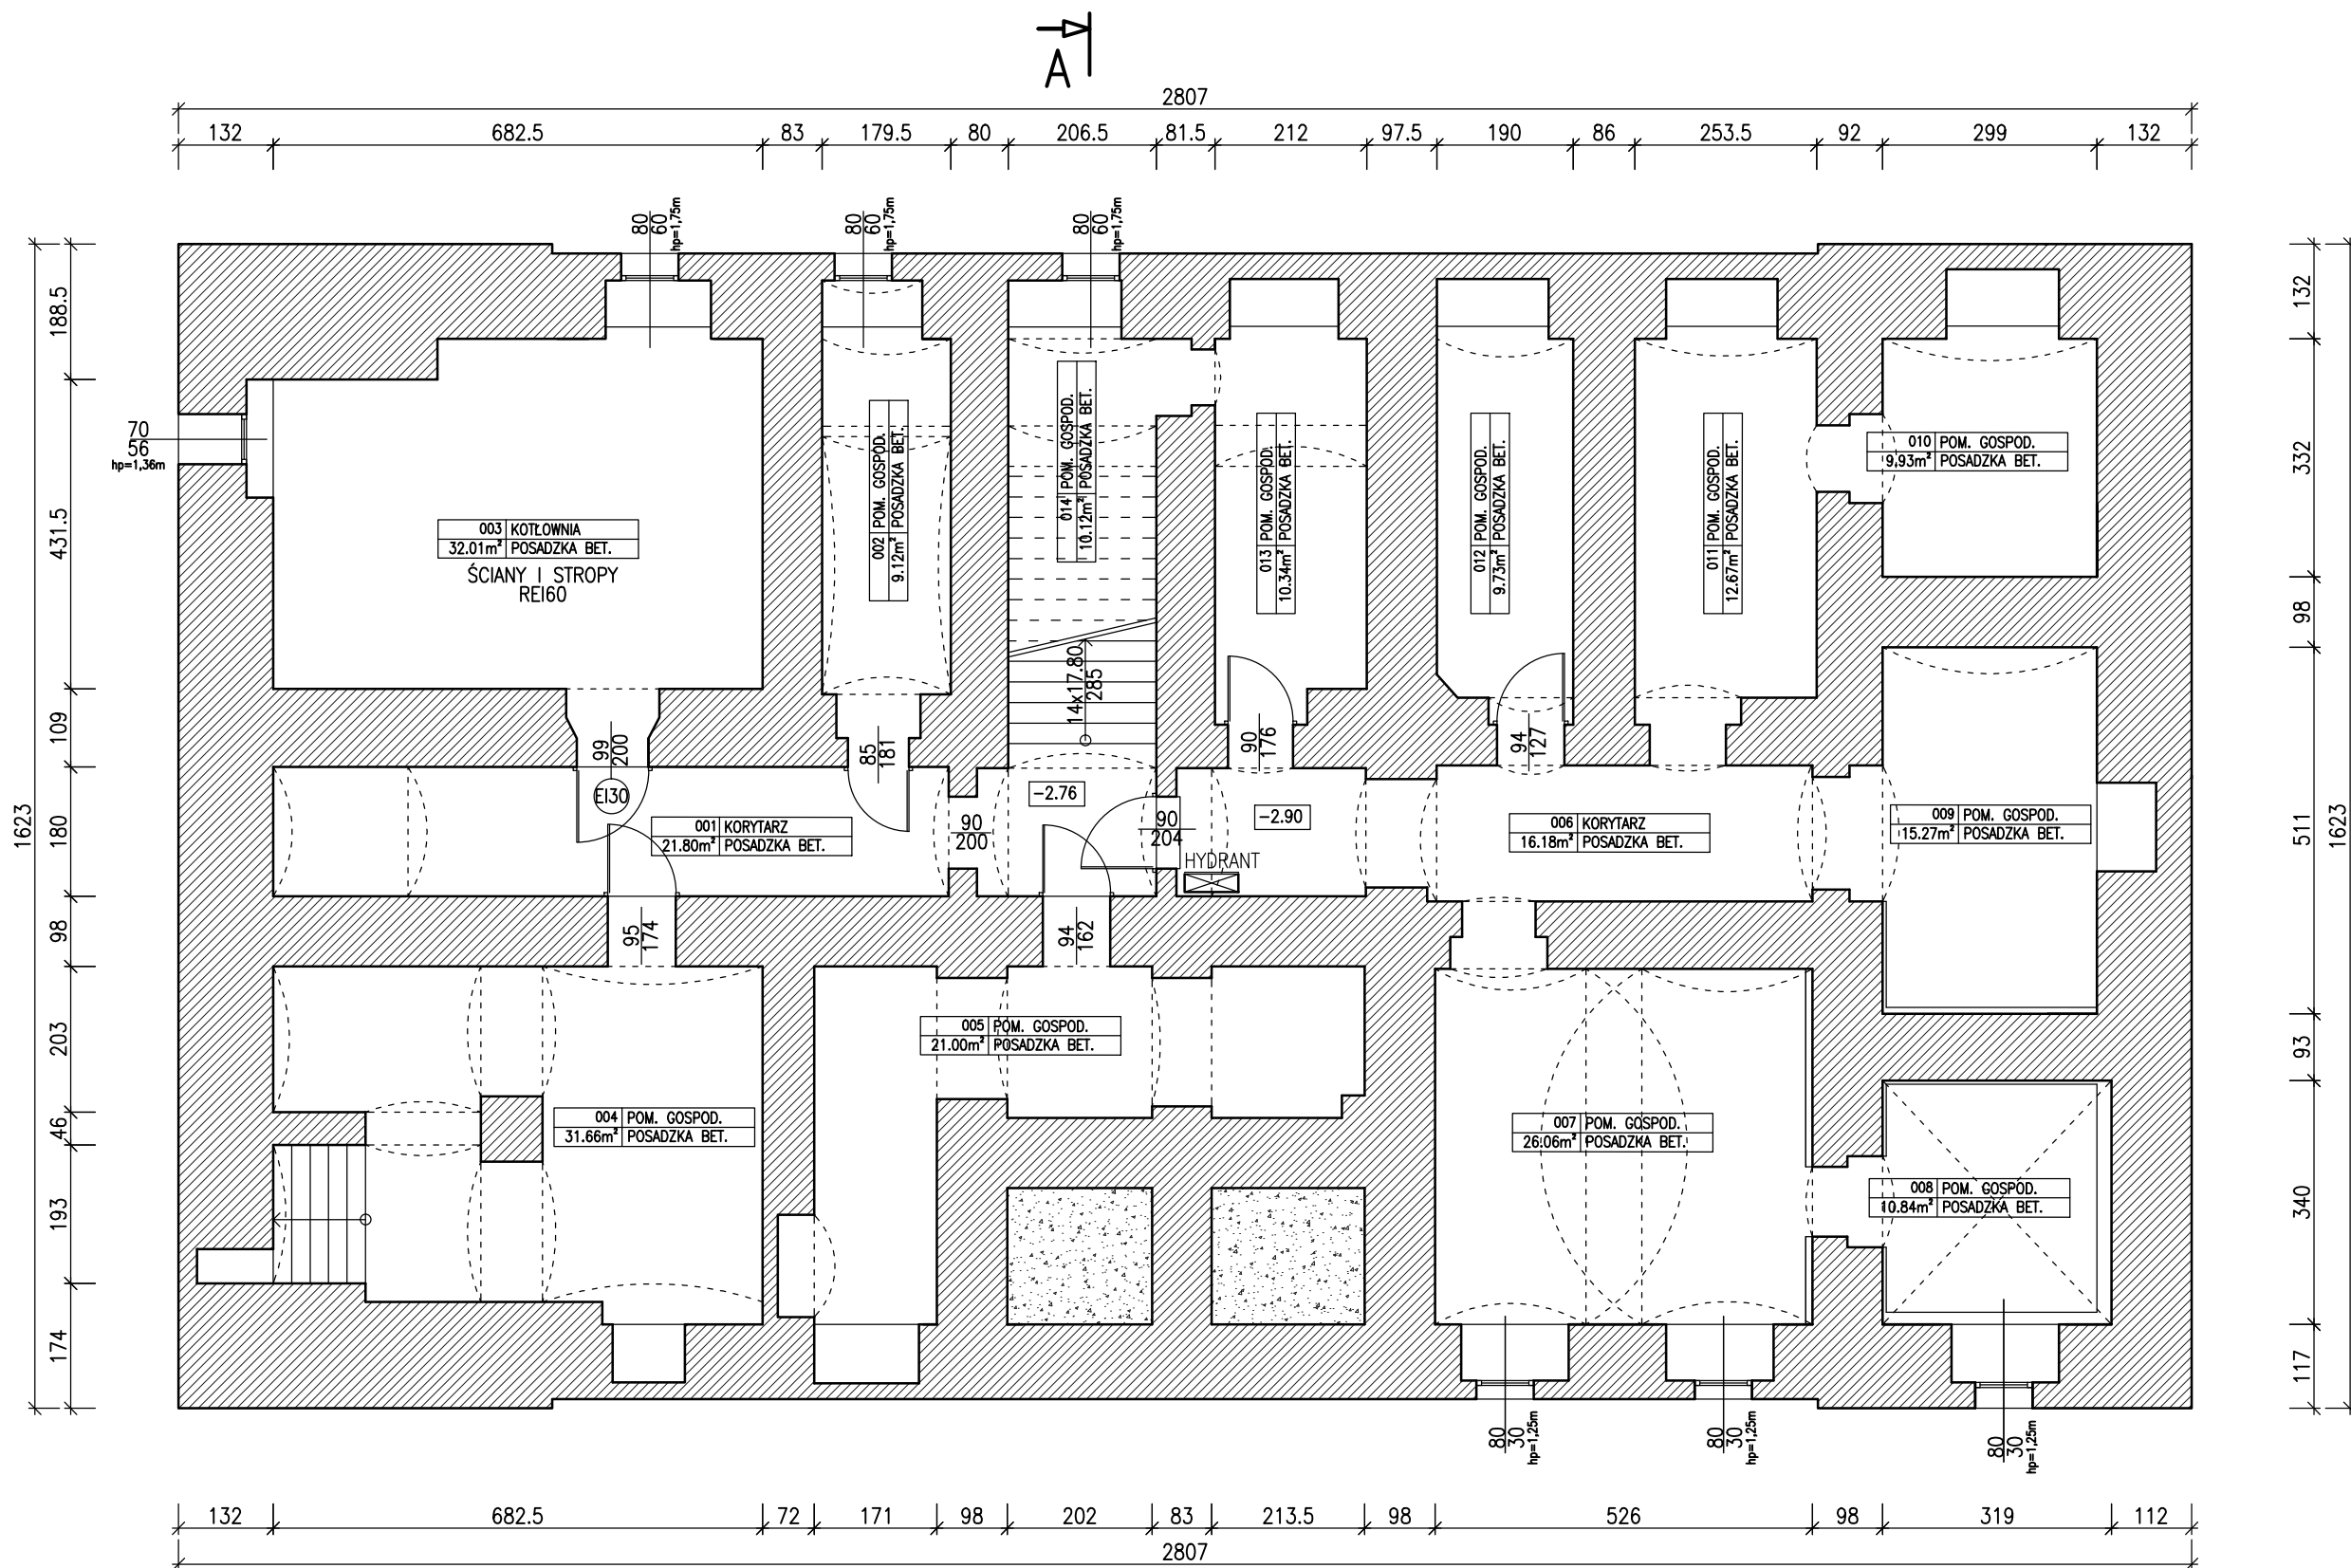 A
2807
132 682.5 83 179.5 80 206.5 81.5 212 97.5 190 86 253.5 92 299 132
80
60
hp=1,75m
80
60
hp=1,75m
80
60
hp=1,75m
1623
188.5
431.5
109
180
98
203
46
193
174
70
56
hp=1,36m
003 KOTŁOWNIA
32.01m² POSADZKA BET.
ŚCIANY I STROPY
REI60
002 POM. GOSPOD.
9.12m² POSADZKA BET.
014 POM. GOSPOD.
10.12m² POSADZKA BET.
013 POM. GOSPOD.
10.34m² POSADZKA BET.
012 POM. GOSPOD.
9.73m² POSADZKA BET.
011 POM. GOSPOD.
12.67m² POSADZKA BET.
010 POM. GOSPOD.
9.93m² POSADZKA BET.
14x17.80
285
99
200
EI30
85
181
90
176
94
127
-2.76
-2.90
001 KORYTARZ
21.80m² POSADZKA BET.
90
200
90
204
HYDRANT
006 KORYTARZ
16.18m² POSADZKA BET.
009 POM. GOSPOD.
15.27m² POSADZKA BET.
95
174
94
162
005 POM. GOSPOD.
21.00m² POSADZKA BET.
004 POM. GOSPOD.
31.66m² POSADZKA BET.
007 POM. GOSPOD.
26.06m² POSADZKA BET.
008 POM. GOSPOD.
10.84m² POSADZKA BET.
132
332
98
511
93
340
117
1623
80
30
hp=1,25m
80
30
hp=1,25m
80
30
hp=1,25m
132 682.5 72 171 98 202 83 213.5 98 526 98 319 112
2807